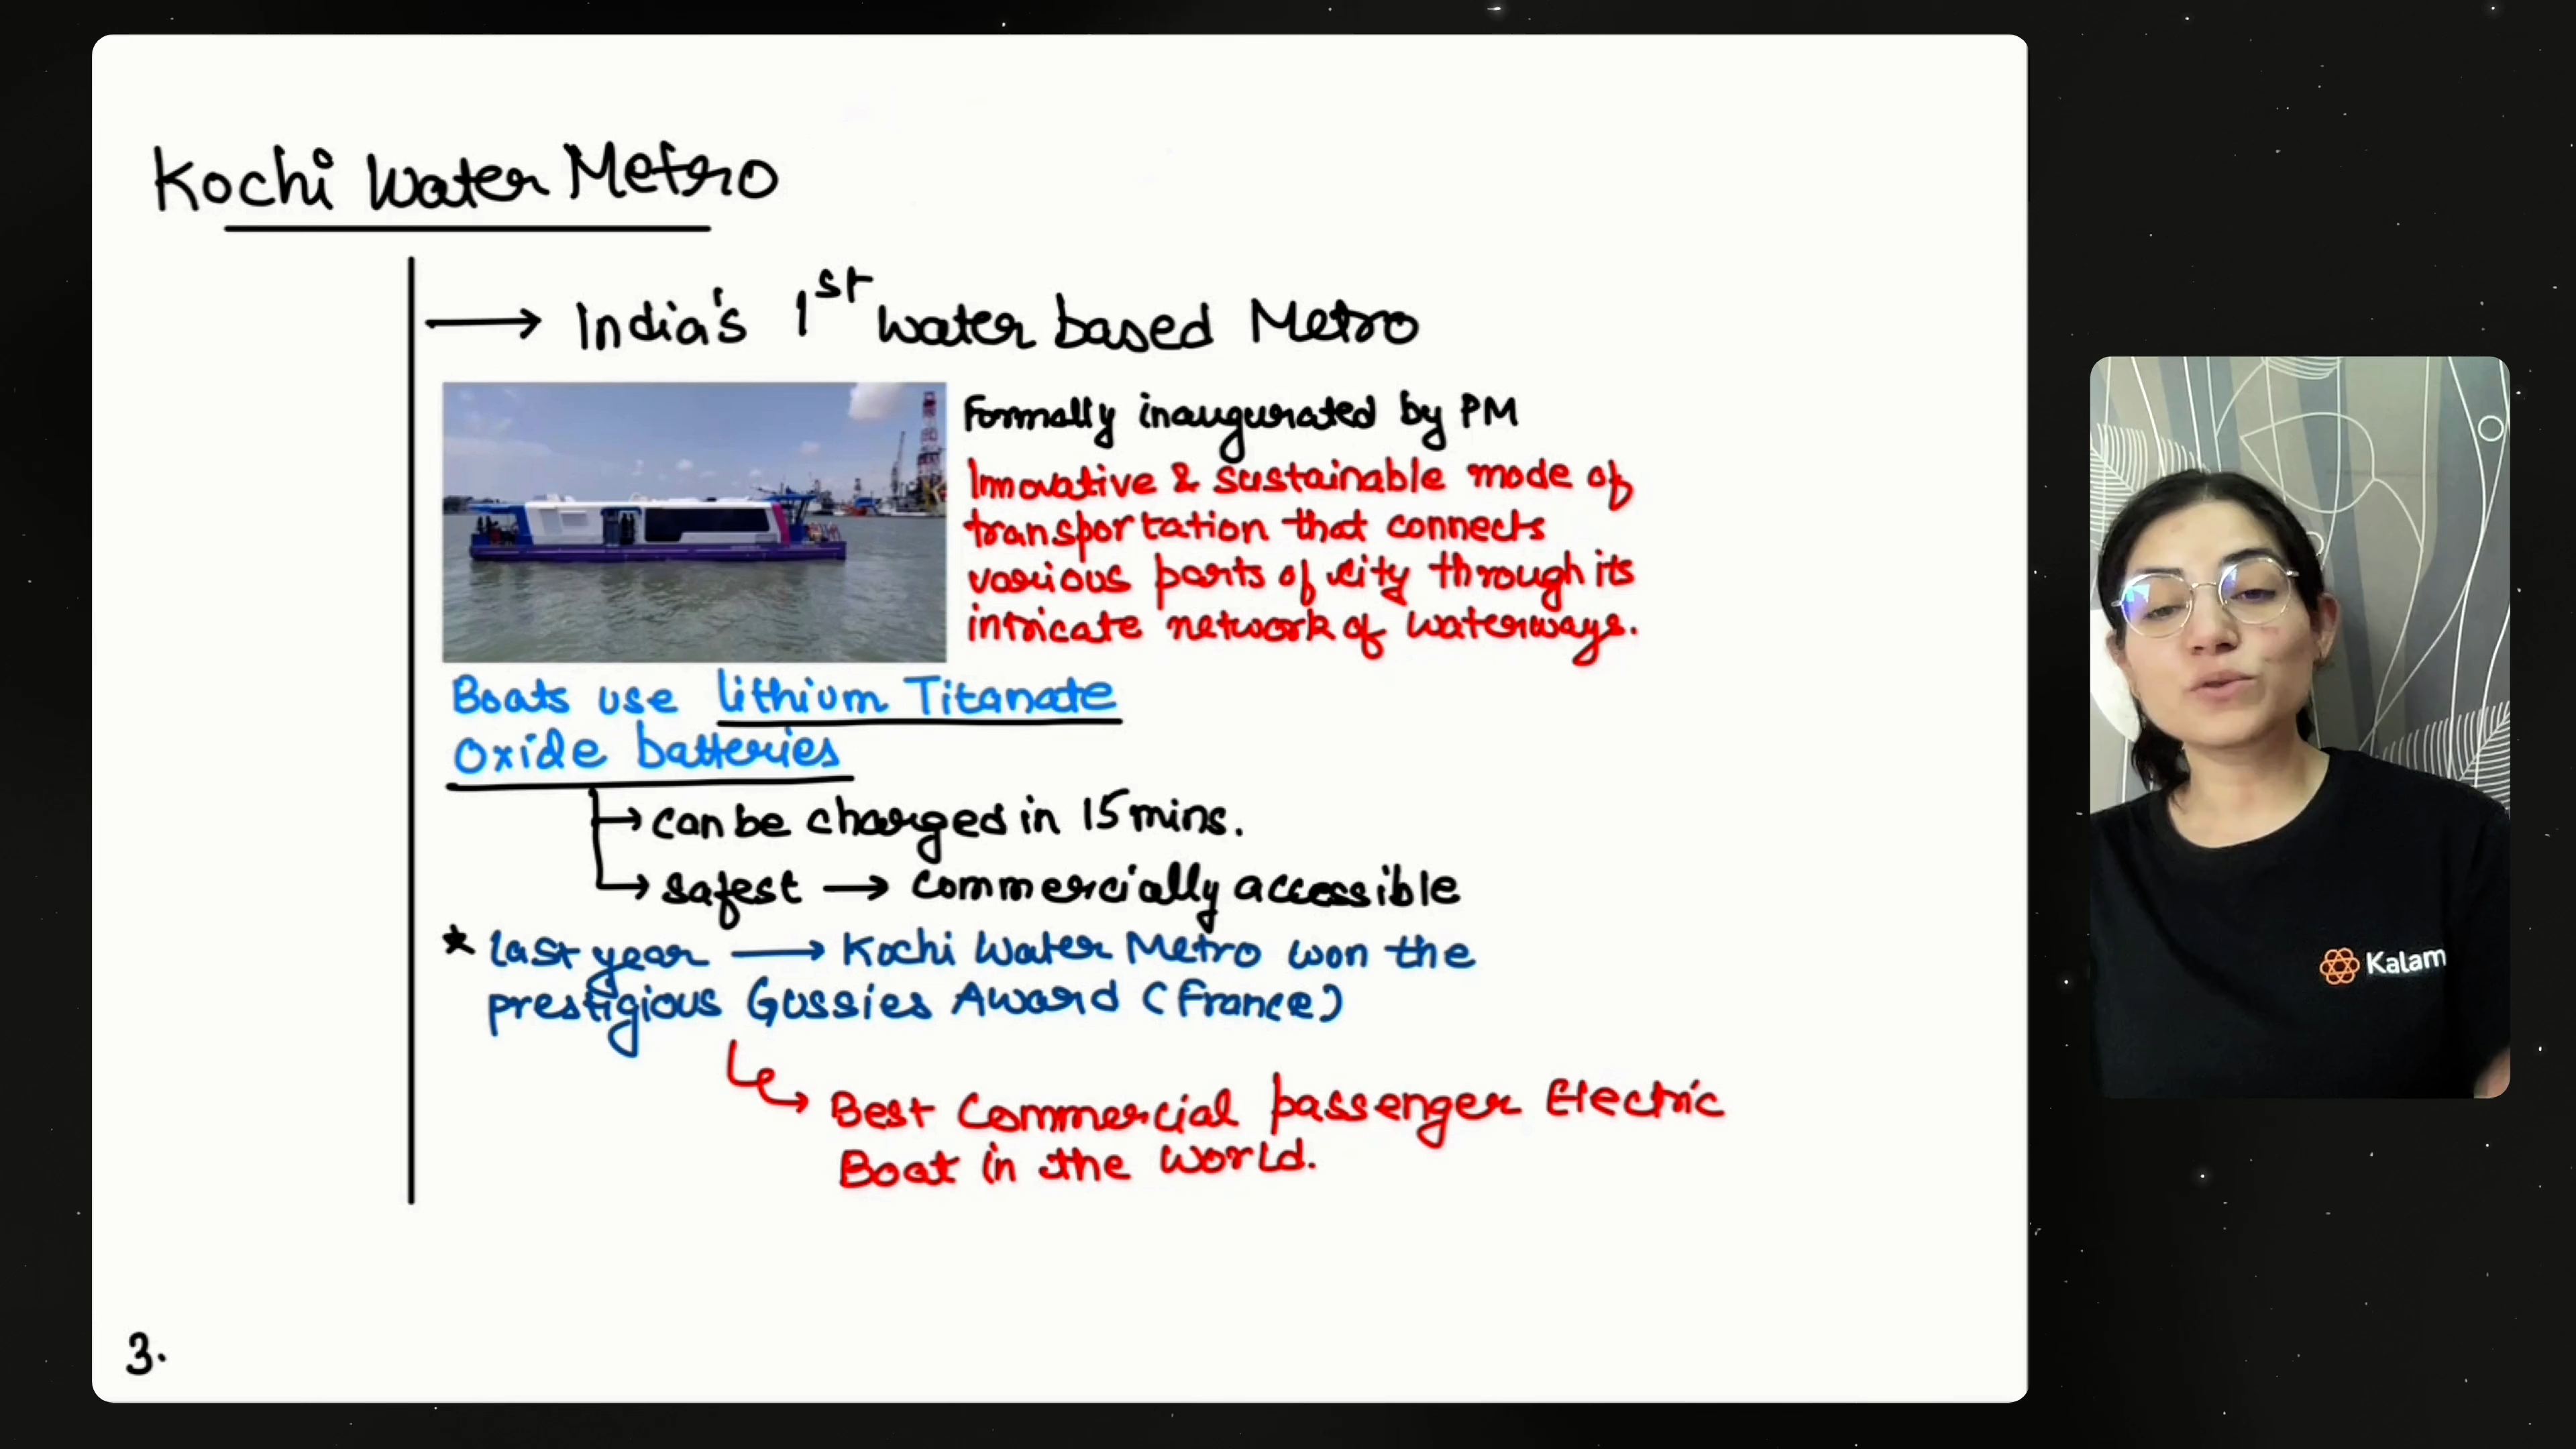 Kochi Water Metro
→ India's 1st Water based Metro
Formally inaugurated by PM
Innovative & sustainable mode of
transportation that connects
various parts of city through its
intricate network of waterways.
Boats use Lithium Titanate
Oxide batteries
→ can be charged in 15 mins.
→ safest → commercially accessible
★ last year → Kochi Water Metro won the
prestigious Gussies Award (France)
→ Best Commercial passenger Electric
Boat in the world.
3.
Kalam